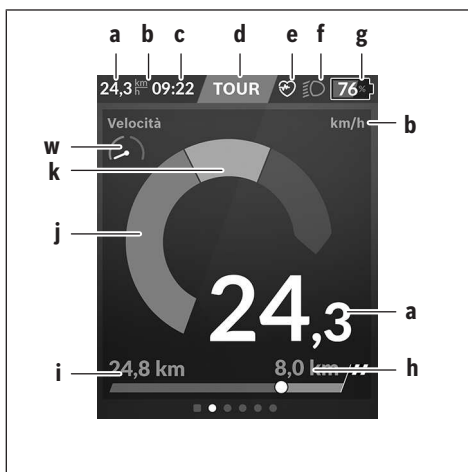 a b c d e f g
24,3 km/h 09:22 TOUR 76%
Velocità km/h b
w
k
j
24,3 a
i 24,8 km 8,0 km h